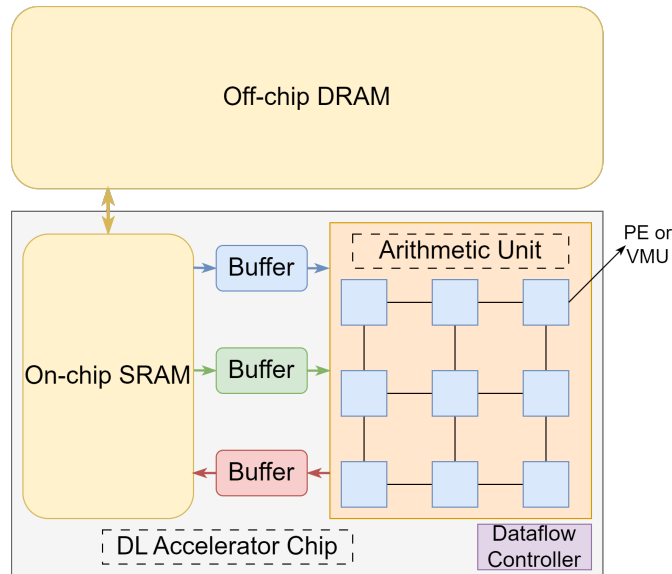 Off-chip DRAM
Arithmetic Unit
PE or
VMU
Buffer
On-chip SRAM
Buffer
Buffer
DL Accelerator Chip
Dataflow
Controller